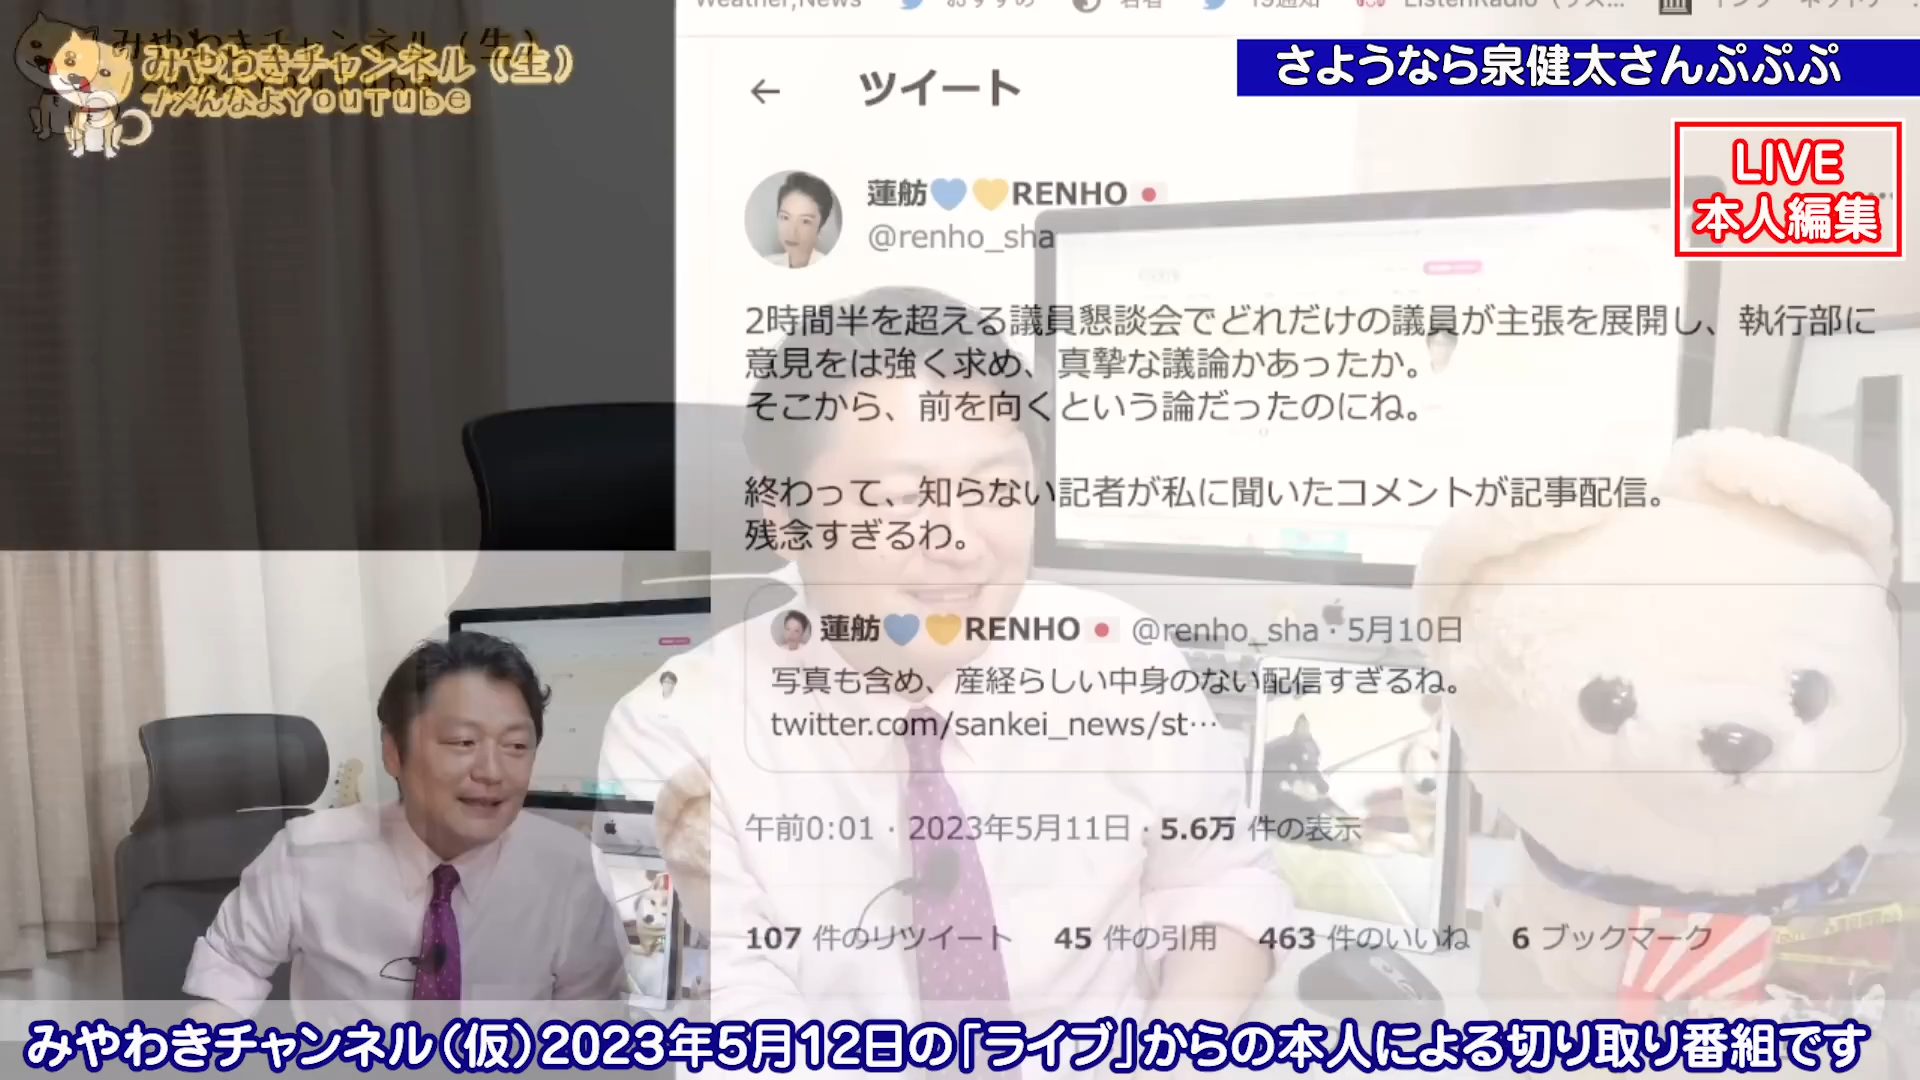 みやわきチャンネル（生）
ナメんなよYouTube
さようなら泉健太さんぷぷぷ
LIVE
本人編集
← ツイート
蓮舫💙💛RENHO🇯🇵
@renho_sha
2時間半を超える議員懇談会でどれだけの議員が主張を展開し、執行部に
意見をは強く求め、真摯な議論かあったか。
そこから、前を向くという論だったのにね。
終わって、知らない記者が私に聞いたコメントが記事配信。
残念すぎるわ。
蓮舫💙💛RENHO🇯🇵 @renho_sha · 5月10日
写真も含め、産経らしい中身のない配信すぎるね。
twitter.com/sankei_news/st…
午前0:01 · 2023年5月11日 · 5.6万 件の表示
107 件のリツイート 45 件の引用 463 件のいいね 6 ブックマーク
みやわきチャンネル（仮）2023年5月12日の「ライブ」からの本人による切り取り番組です